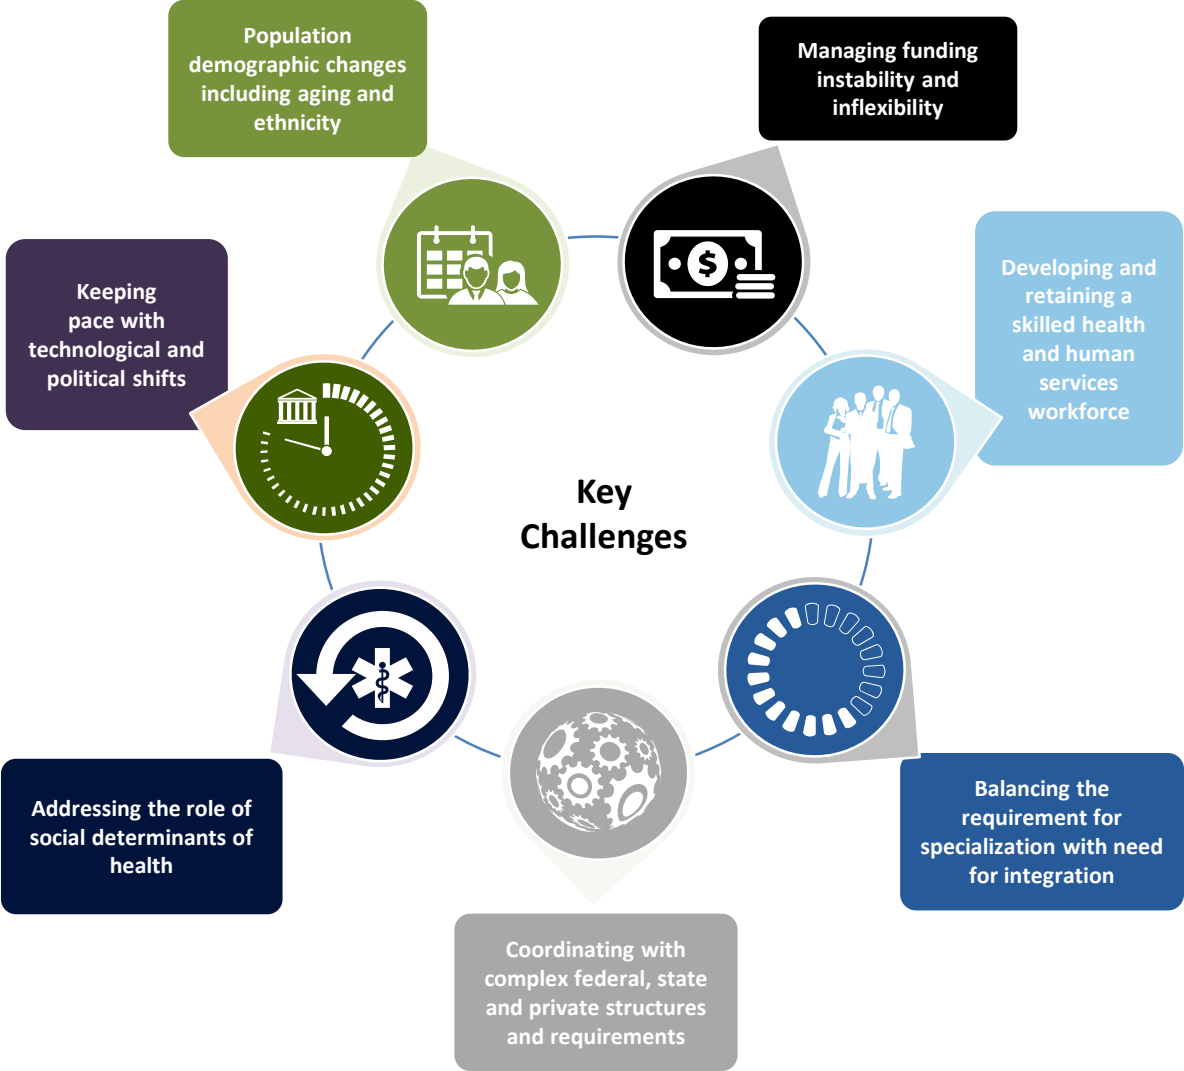 Population
demographic changes
including aging and
ethnicity
Managing funding
instability and
inflexibility
Keeping
pace with
technological and
political shifts
Developing and
retaining a
skilled health
and human
services
workforce
$
Key
Challenges
Addressing the role of
social determinants of
health
Balancing the
requirement for
specialization with need
for integration
Coordinating with
complex federal, state
and private structures
and requirements